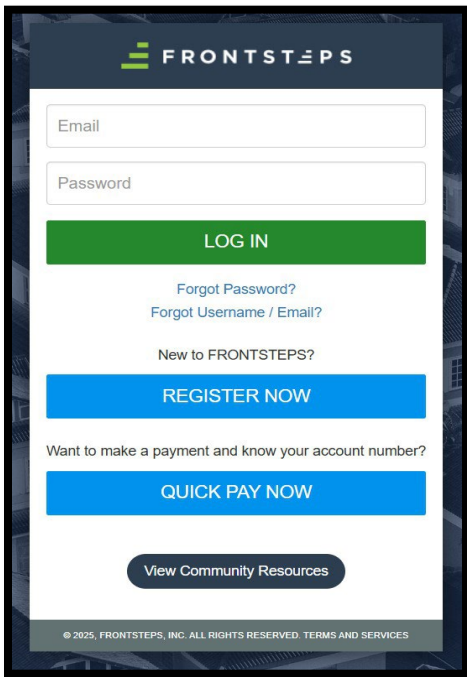 FRONTSTEPS
Email
Password
LOG IN
Forgot Password?
Forgot Username / Email?
New to FRONTSTEPS?
REGISTER NOW
Want to make a payment and know your account number?
QUICK PAY NOW
View Community Resources
© 2025, FRONTSTEPS, INC. ALL RIGHTS RESERVED. TERMS AND SERVICES